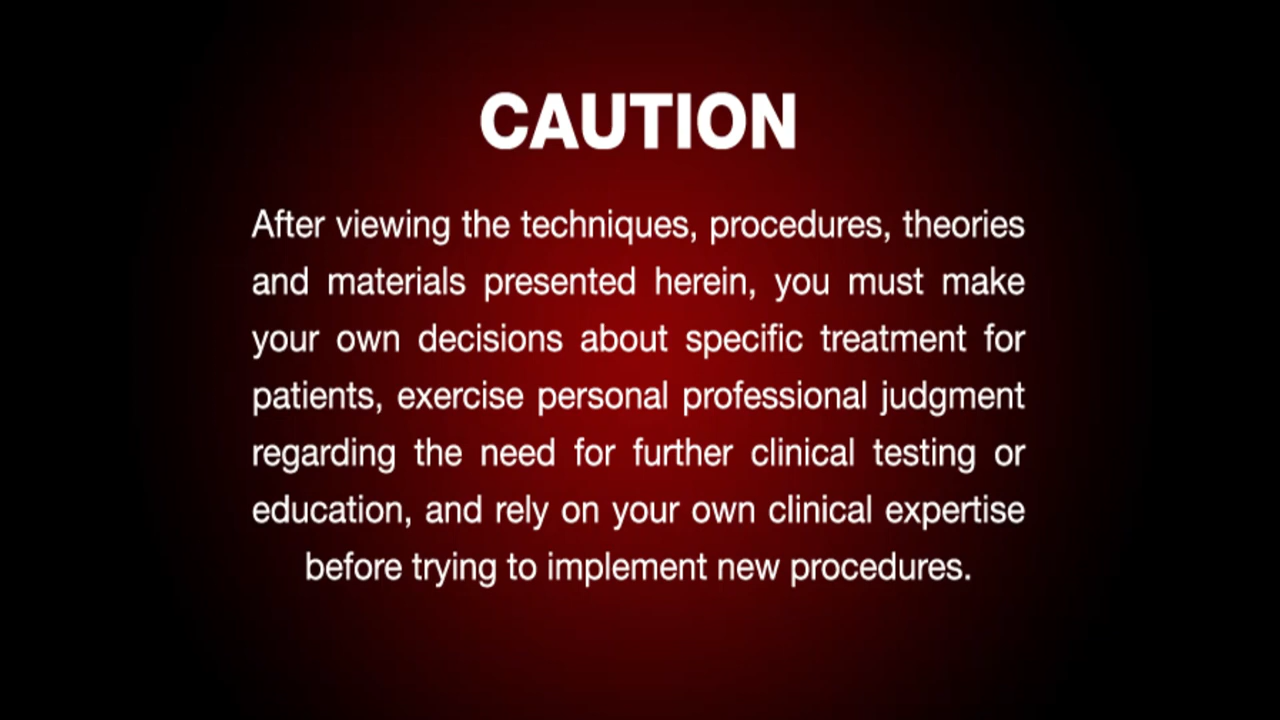 CAUTION
After viewing the techniques, procedures, theories
and materials presented herein, you must make
your own decisions about specific treatment for
patients, exercise personal professional judgment
regarding the need for further clinical testing or
education, and rely on your own clinical expertise
before trying to implement new procedures.